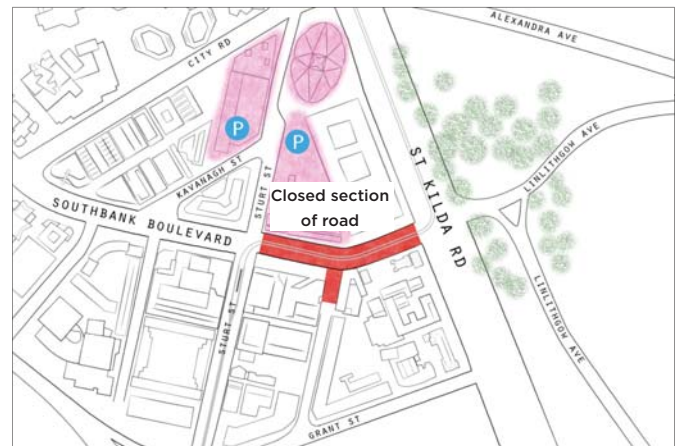 ALEXANDRA AVE
CITY RD
P
P
KAVANAGH ST
STURT ST
LINLITHGOW AVE
ST KILDA RD
Closed section
of road
SOUTHBANK BOULEVARD
STURT ST
LINLITHGOW AVE
GRANT ST